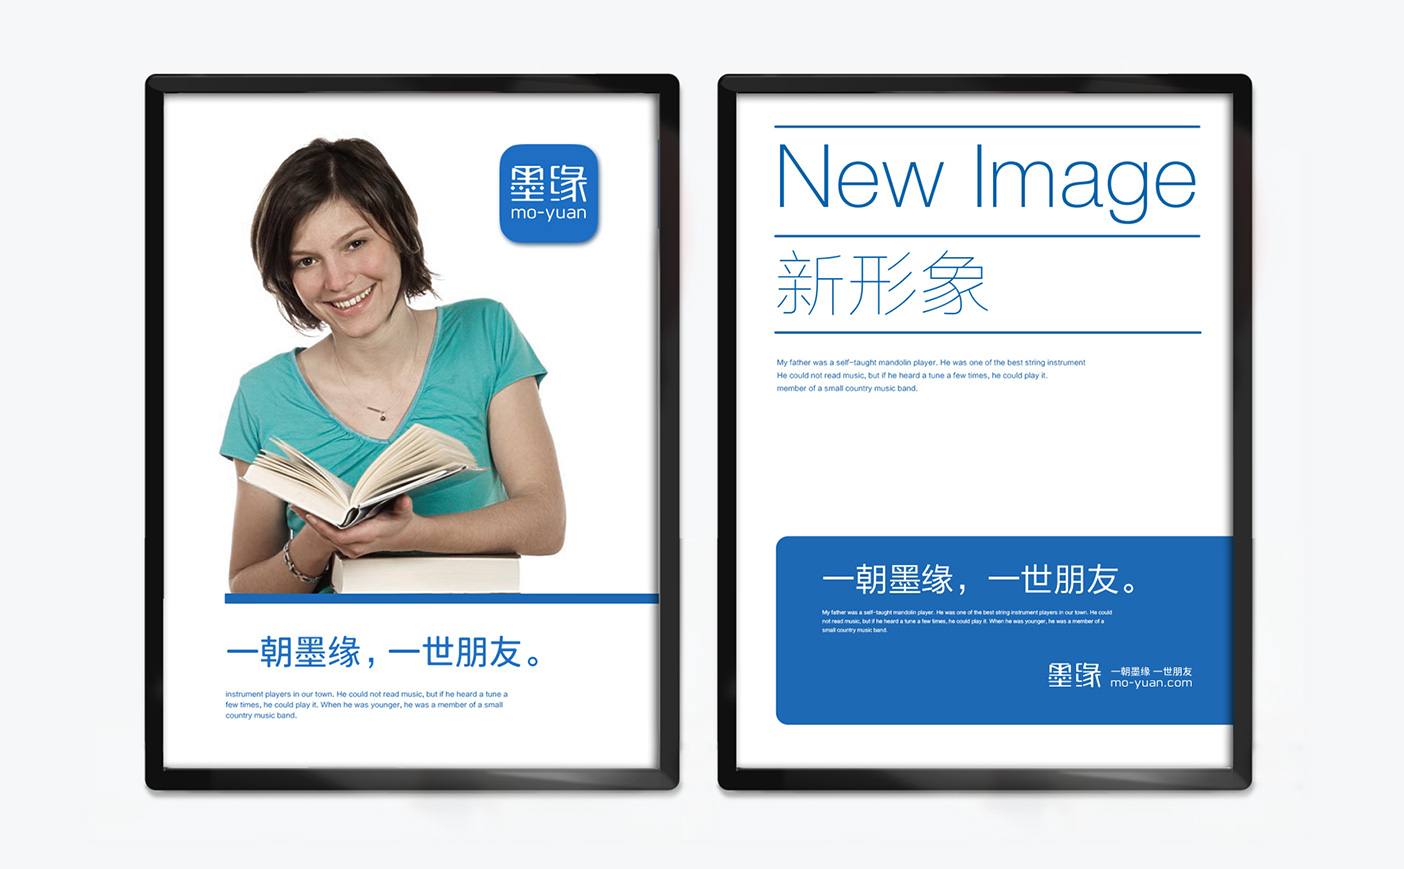 墨缘
mo-yuan
一朝墨缘，一世朋友。
instrument players in our town. He could not read music, but if he heard a tune a
few times, he could play it. When he was younger, he was a member of a small
country music band.
New Image
新形象
My father was a self-taught mandolin player. He was one of the best string instrument
He could not read music, but if he heard a tune a few times, he could play it.
member of a small country music band.
一朝墨缘，一世朋友。
My father was a self-taught mandolin player. He was one of the best string instrument players in our town. He could
not read music, but if he heard a tune a few times, he could play it. When he was younger, he was a member of a
small country music band.
墨缘
一朝墨缘 一世朋友
mo-yuan.com